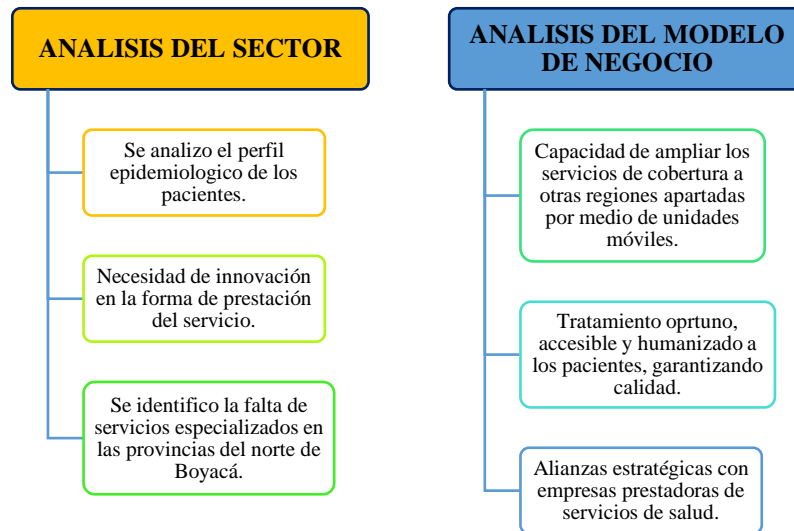 ANALISIS DEL SECTOR
Se analizo el perfil
epidemiologico de los
pacientes.
Necesidad de innovación
en la forma de prestación
del servicio.
Se identifico la falta de
servicios especializados en
las provincias del norte de
Boyacá.
ANALISIS DEL MODELO
DE NEGOCIO
Capacidad de ampliar los
servicios de cobertura a
otras regiones apartadas
por medio de unidades
móviles.
Tratamiento oprtuno,
accesible y humanizado a
los pacientes, garantizando
calidad.
Alianzas estratégicas con
empresas prestadoras de
servicios de salud.